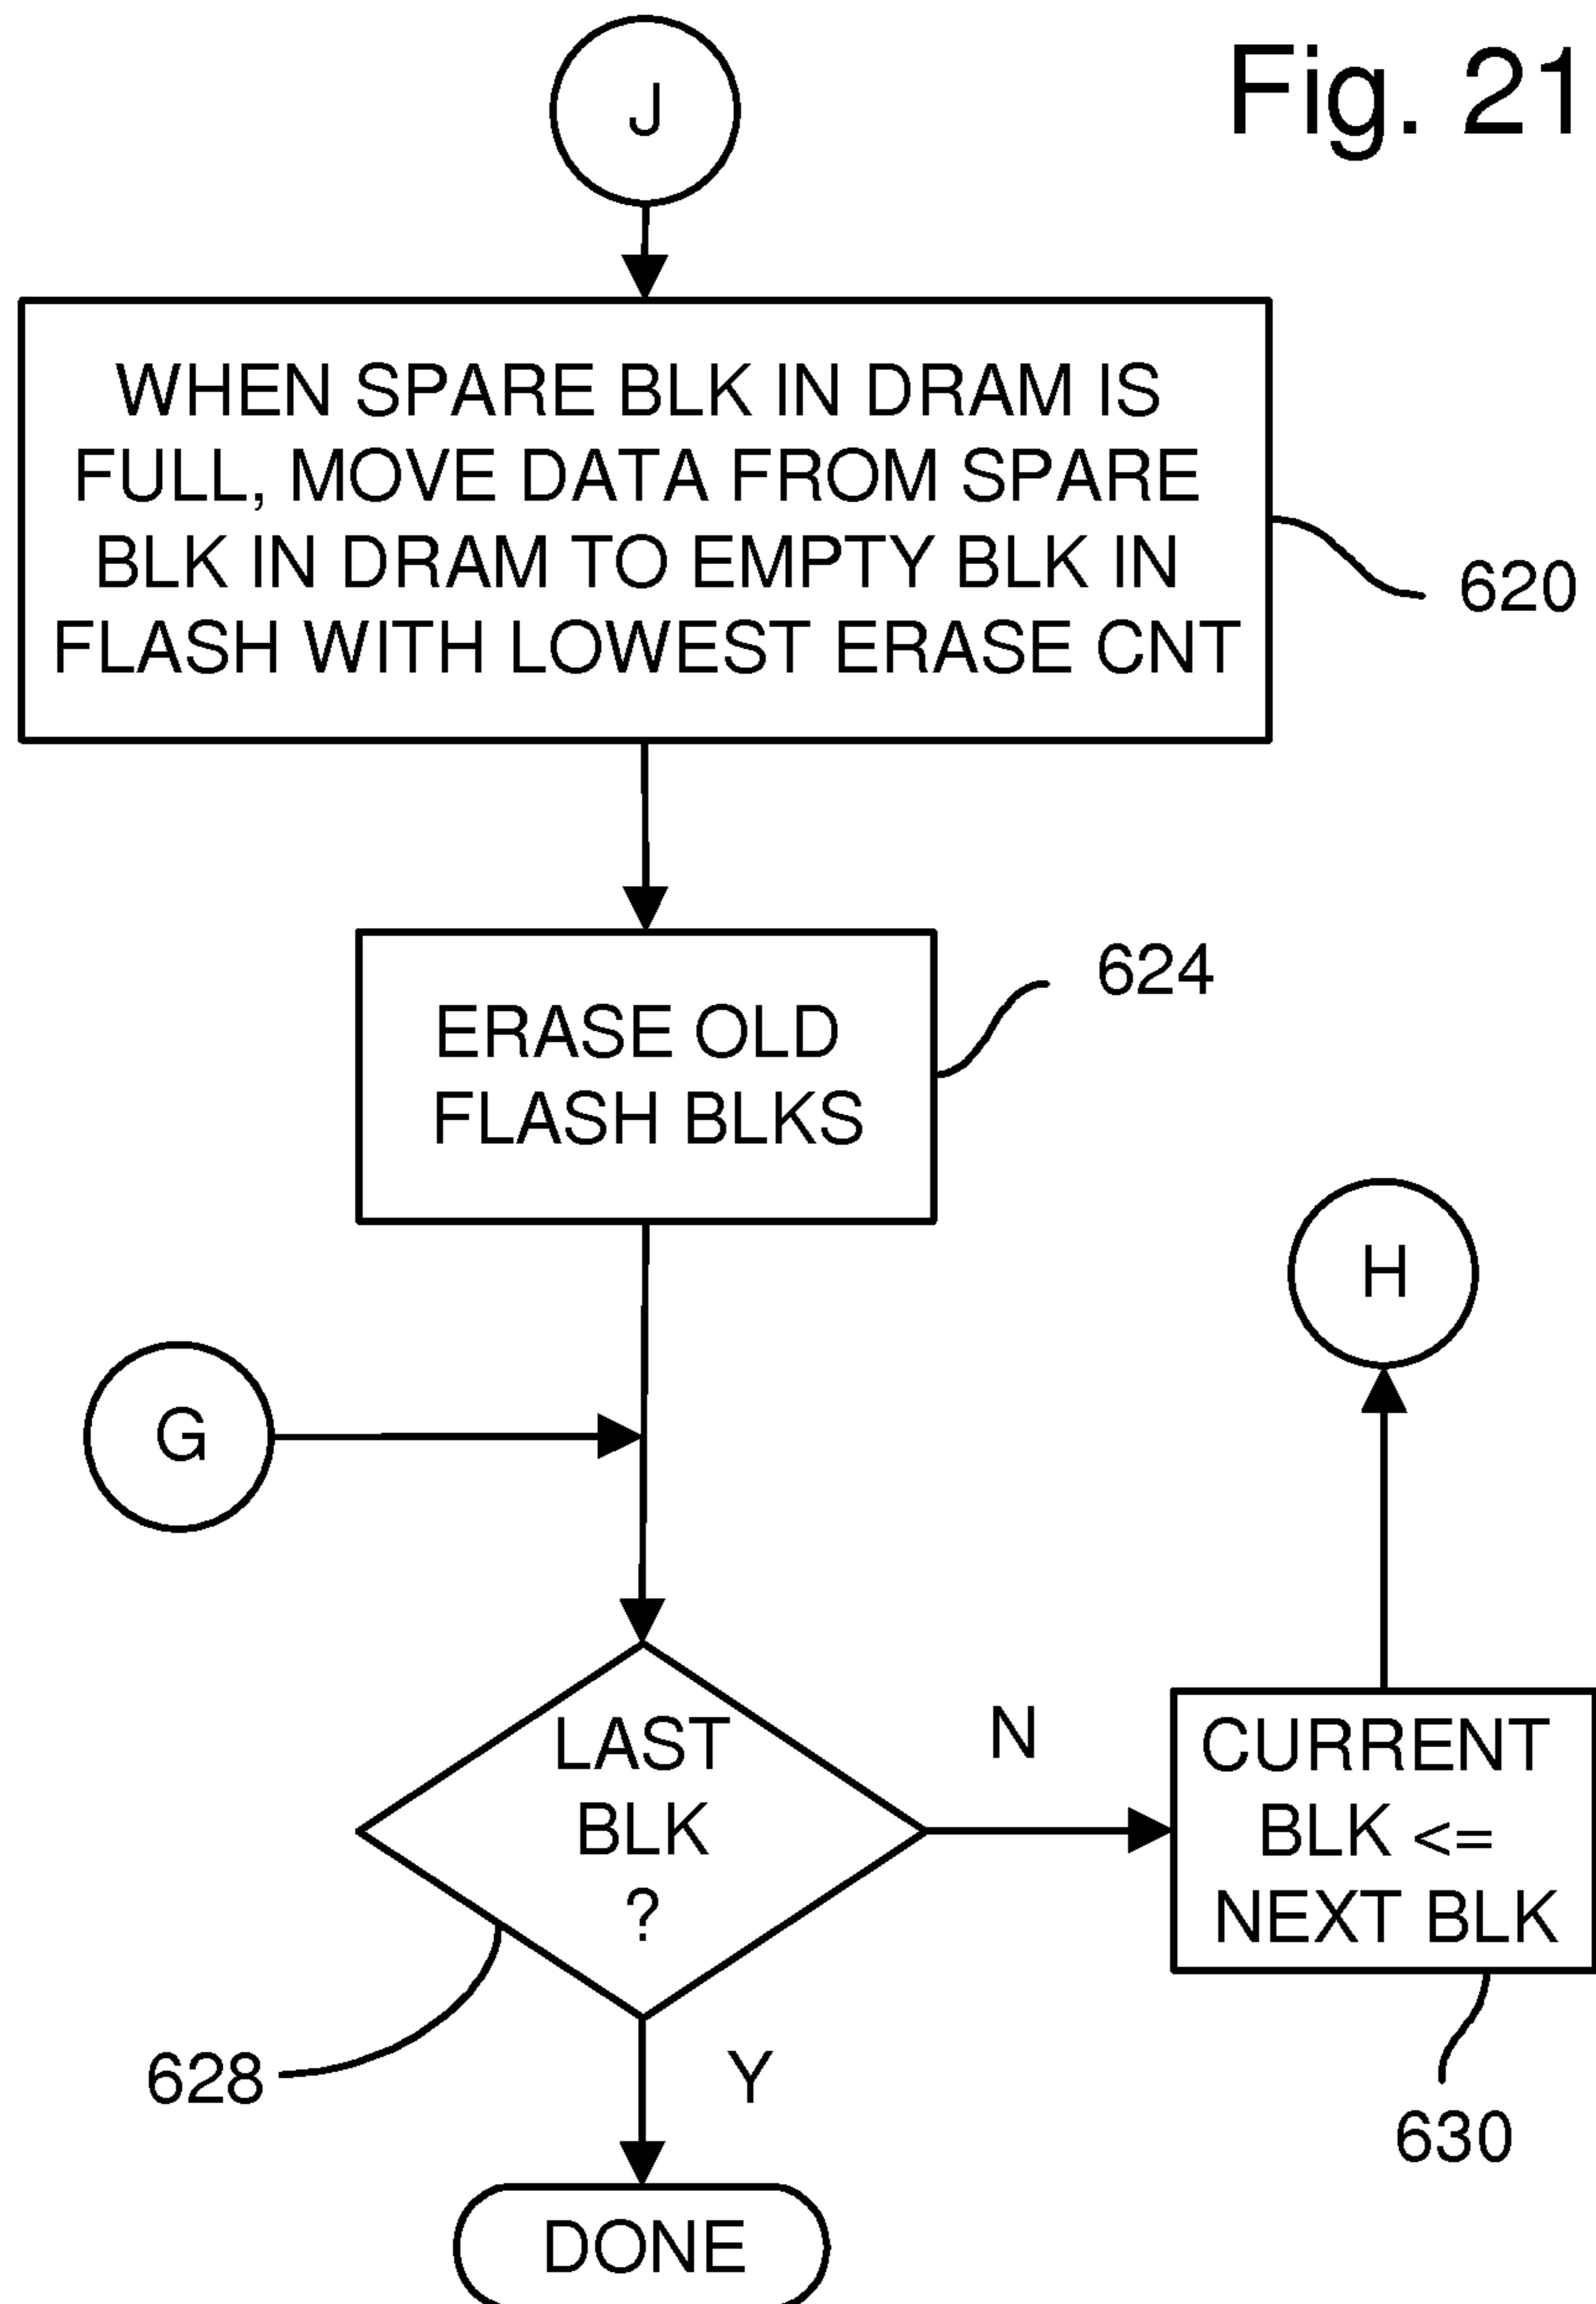 Fig. 21
J
WHEN SPARE BLK IN DRAM IS
FULL, MOVE DATA FROM SPARE
BLK IN DRAM TO EMPTY BLK IN
FLASH WITH LOWEST ERASE CNT
620
ERASE OLD
FLASH BLKS
624
H
G
LAST
BLK
?
N
CURRENT
BLK <=
NEXT BLK
628
Y
630
DONE